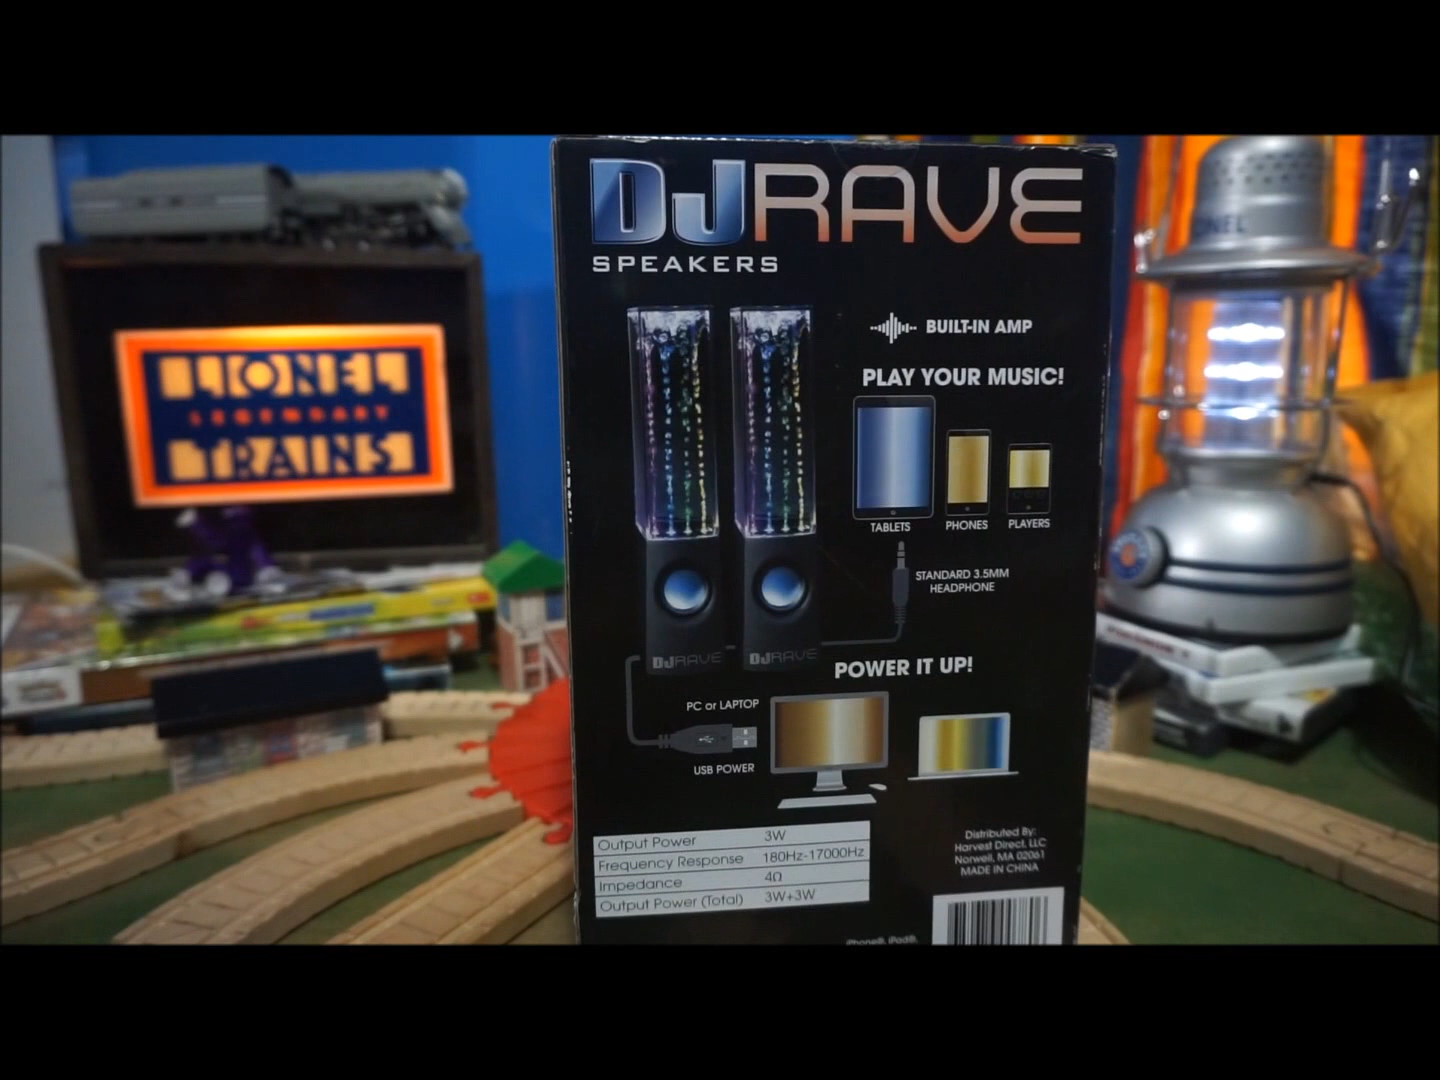 DJRAVE
SPEAKERS
BUILT-IN AMP
PLAY YOUR MUSIC!
TABLETS
PHONES
PLAYERS
STANDARD 3.5MM
HEADPHONE
DJRAVE
DJRAVE
POWER IT UP!
PC or LAPTOP
USB POWER
Output Power 3W
Frequency Response 180Hz-17000Hz
Impedance 4Ω
Output Power (Total) 3W+3W
Distributed By:
Harvest Direct, LLC
Norwell, MA 02061
MADE IN CHINA
iPhone®, iPad®,
LIONEL
LEGENDARY
TRAINS